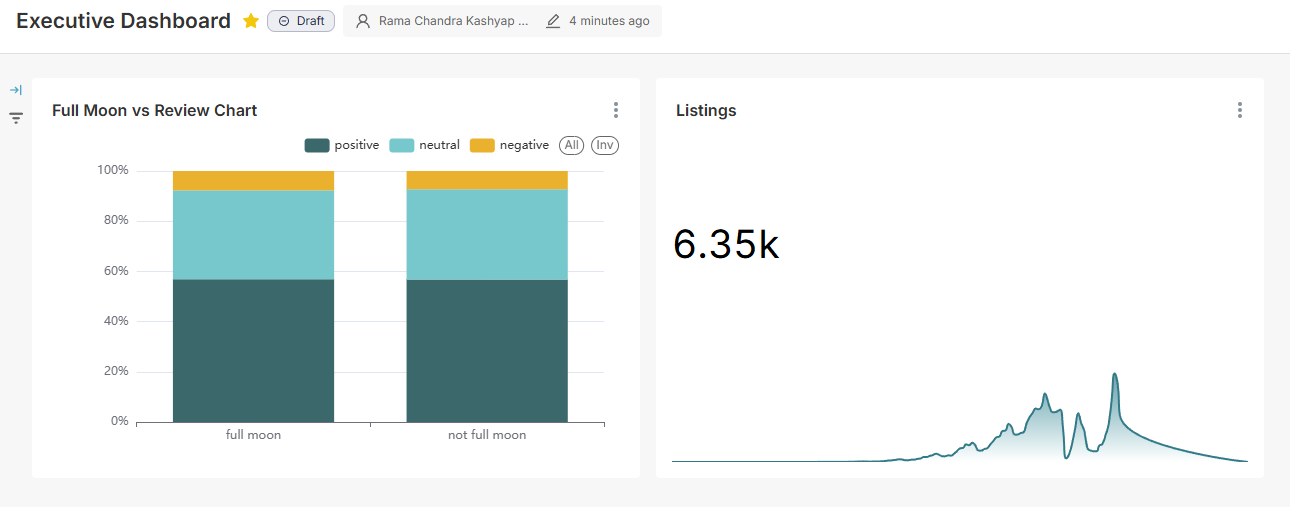 Executive Dashboard Draft Rama Chandra Kashyap ... 4 minutes ago
Full Moon vs Review Chart
positive neutral negative All Inv
100%
80%
60%
40%
20%
0%
full moon not full moon
Listings
6.35k